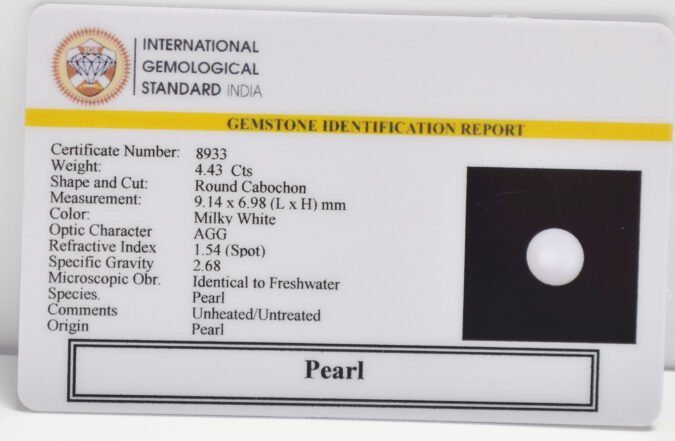 IGS
INTERNATIONAL
GEMOLOGICAL
STANDARD INDIA
GEMSTONE IDENTIFICATION REPORT
Certificate Number: 8933
Weight: 4.43 Cts
Shape and Cut: Round Cabochon
Measurement: 9.14 x 6.98 (L x H) mm
Color: Milky White
Optic Character AGG
Refractive Index 1.54 (Spot)
Specific Gravity 2.68
Microscopic Obr. Identical to Freshwater
Species. Pearl
Comments Unheated/Untreated
Origin Pearl
Pearl